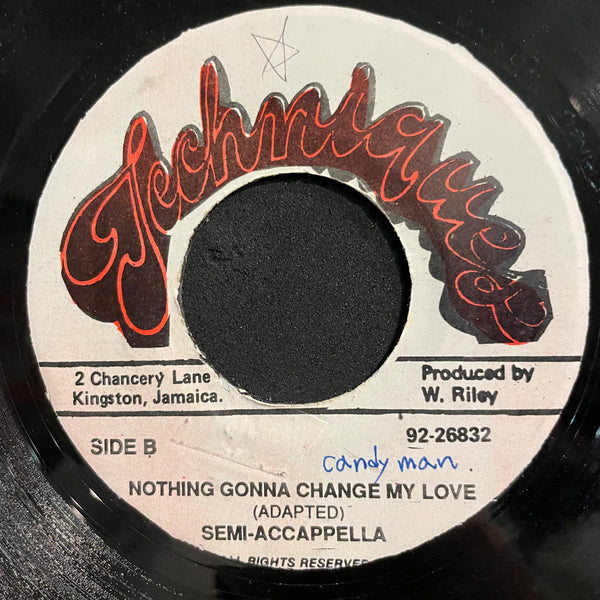 Techniques
2 Chancery Lane
Kingston, Jamaica.
Produced by
W. Riley
SIDE B
92-26832
candy man.
NOTHING GONNA CHANGE MY LOVE
(ADAPTED)
SEMI-ACCAPPELLA
ALL RIGHTS RESERVED